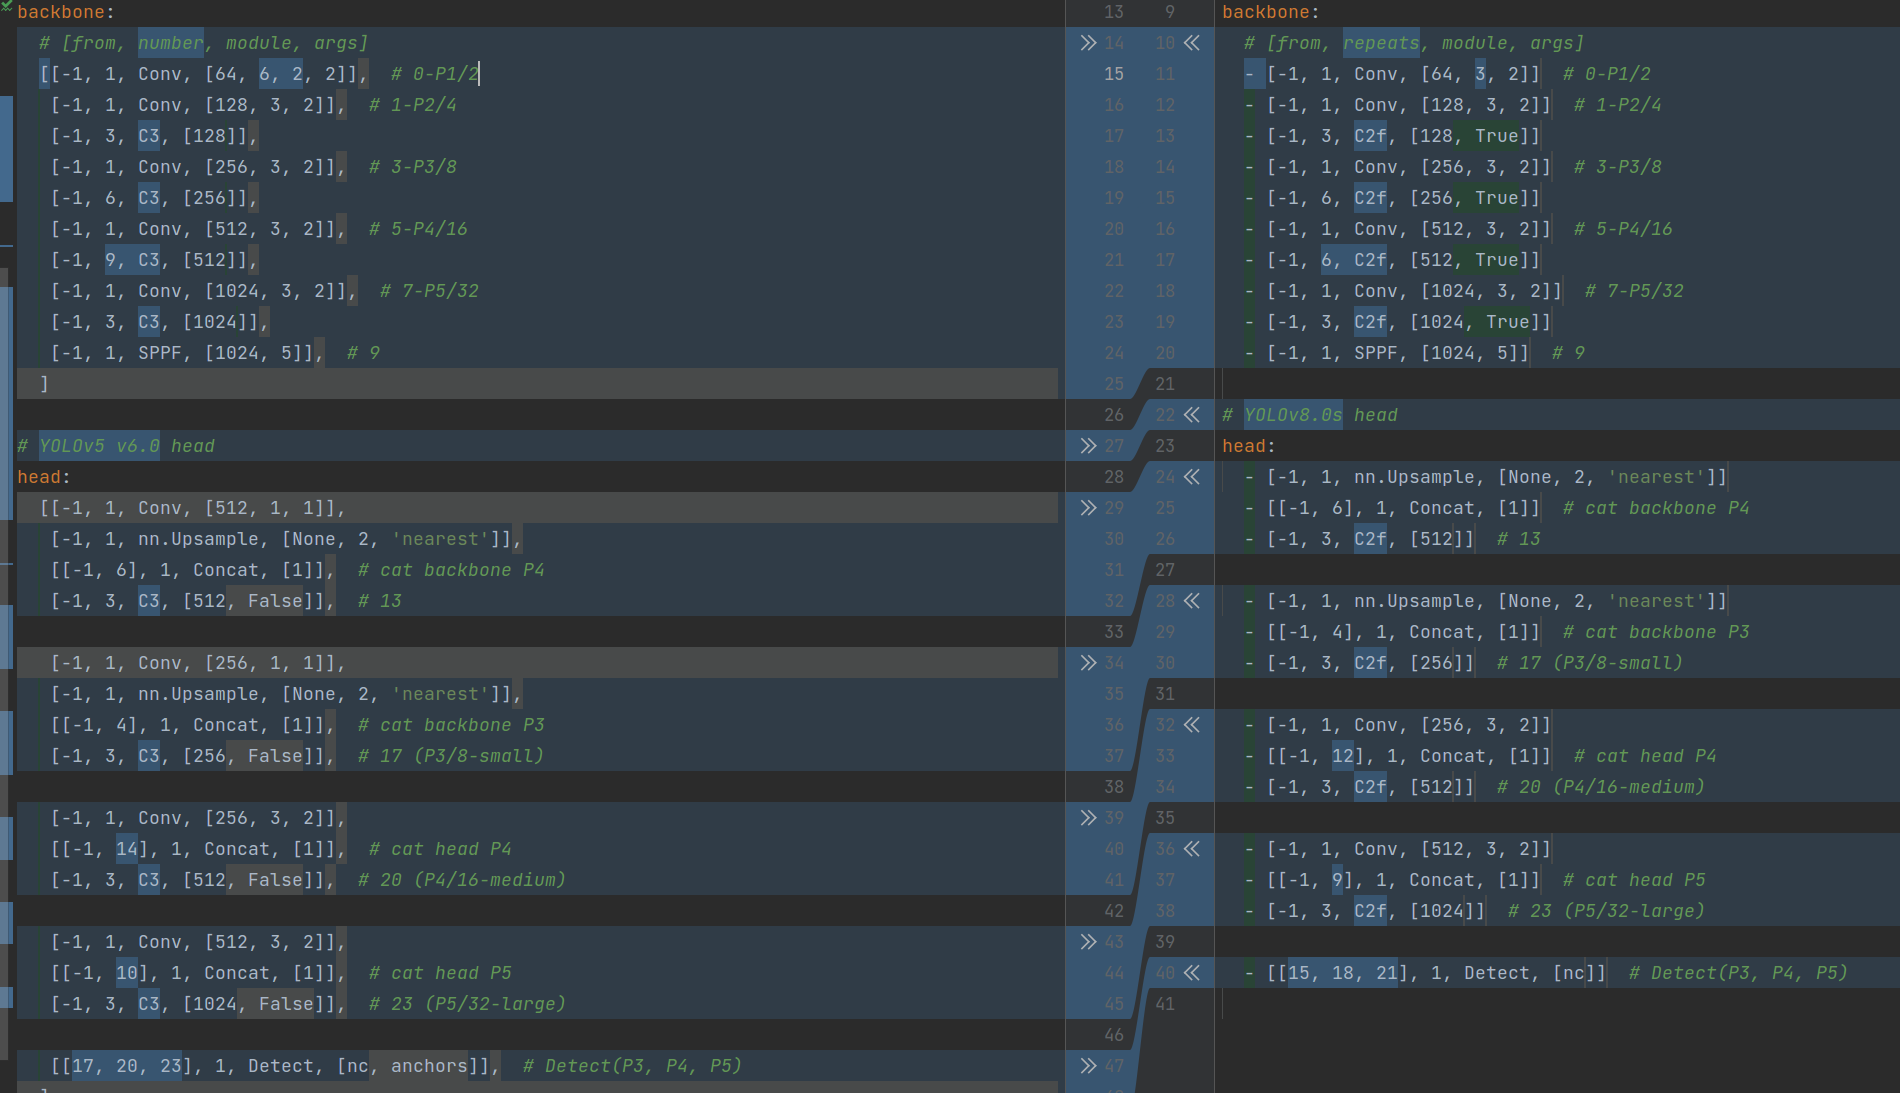 backbone:
# [from, number, module, args]
[[-1, 1, Conv, [64, 6, 2, 2]],  # 0-P1/2
[-1, 1, Conv, [128, 3, 2]],  # 1-P2/4
[-1, 3, C3, [128]],
[-1, 1, Conv, [256, 3, 2]],  # 3-P3/8
[-1, 6, C3, [256]],
[-1, 1, Conv, [512, 3, 2]],  # 5-P4/16
[-1, 9, C3, [512]],
[-1, 1, Conv, [1024, 3, 2]],  # 7-P5/32
[-1, 3, C3, [1024]],
[-1, 1, SPPF, [1024, 5]],  # 9
]
# YOLOv5 v6.0 head
head:
[[-1, 1, Conv, [512, 1, 1]],
[-1, 1, nn.Upsample, [None, 2, 'nearest']],
[[-1, 6], 1, Concat, [1]],  # cat backbone P4
[-1, 3, C3, [512, False]],  # 13
[-1, 1, Conv, [256, 1, 1]],
[-1, 1, nn.Upsample, [None, 2, 'nearest']],
[[-1, 4], 1, Concat, [1]],  # cat backbone P3
[-1, 3, C3, [256, False]],  # 17 (P3/8-small)
[-1, 1, Conv, [256, 3, 2]],
[[-1, 14], 1, Concat, [1]],  # cat head P4
[-1, 3, C3, [512, False]],  # 20 (P4/16-medium)
[-1, 1, Conv, [512, 3, 2]],
[[-1, 10], 1, Concat, [1]],  # cat head P5
[-1, 3, C3, [1024, False]],  # 23 (P5/32-large)
[[17, 20, 23], 1, Detect, [nc, anchors]],  # Detect(P3, P4, P5)
13 9
14 10
15 11
16 12
17 13
18 14
19 15
20 16
21 17
22 18
23 19
24 20
25 21
26 22
27 23
28 24
29 25
30 26
31 27
32 28
33 29
34 30
35 31
36 32
37 33
38 34
39 35
40 36
41 37
42 38
43 39
44 40
45 41
46
47
backbone:
# [from, repeats, module, args]
- [-1, 1, Conv, [64, 3, 2]]  # 0-P1/2
- [-1, 1, Conv, [128, 3, 2]]  # 1-P2/4
- [-1, 3, C2f, [128, True]]
- [-1, 1, Conv, [256, 3, 2]]  # 3-P3/8
- [-1, 6, C2f, [256, True]]
- [-1, 1, Conv, [512, 3, 2]]  # 5-P4/16
- [-1, 6, C2f, [512, True]]
- [-1, 1, Conv, [1024, 3, 2]]  # 7-P5/32
- [-1, 3, C2f, [1024, True]]
- [-1, 1, SPPF, [1024, 5]]  # 9
# YOLOv8.0s head
head:
- [-1, 1, nn.Upsample, [None, 2, 'nearest']]
- [[-1, 6], 1, Concat, [1]]  # cat backbone P4
- [-1, 3, C2f, [512]]  # 13
- [-1, 1, nn.Upsample, [None, 2, 'nearest']]
- [[-1, 4], 1, Concat, [1]]  # cat backbone P3
- [-1, 3, C2f, [256]]  # 17 (P3/8-small)
- [-1, 1, Conv, [256, 3, 2]]
- [[-1, 12], 1, Concat, [1]]  # cat head P4
- [-1, 3, C2f, [512]]  # 20 (P4/16-medium)
- [-1, 1, Conv, [512, 3, 2]]
- [[-1, 9], 1, Concat, [1]]  # cat head P5
- [-1, 3, C2f, [1024]]  # 23 (P5/32-large)
- [[15, 18, 21], 1, Detect, [nc]]  # Detect(P3, P4, P5)